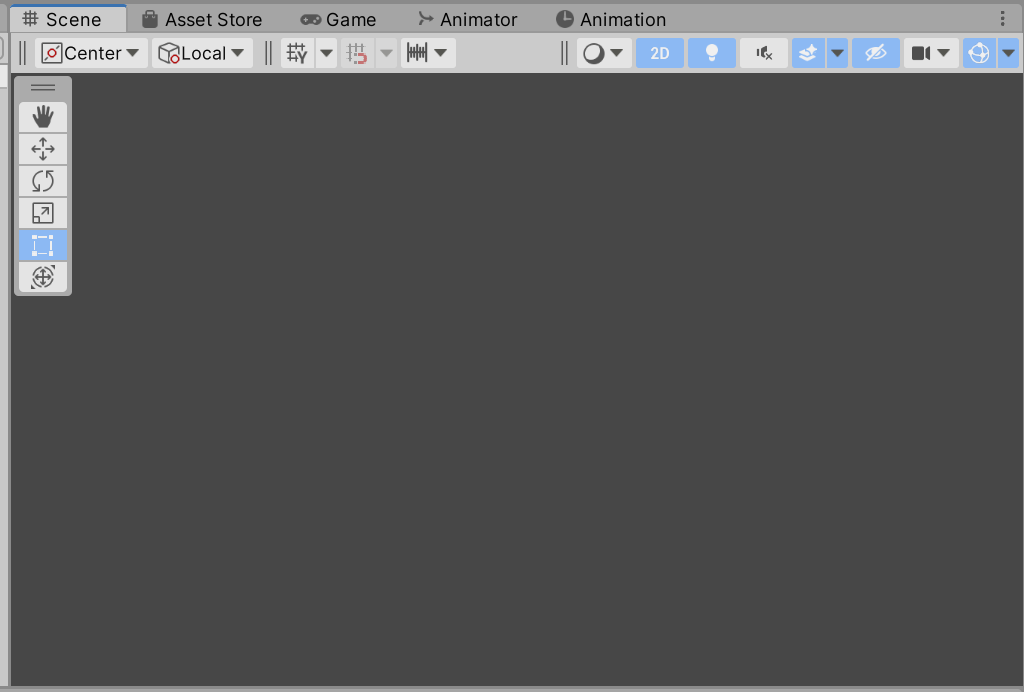 Scene Asset Store Game Animator Animation
Center Local Y 2D